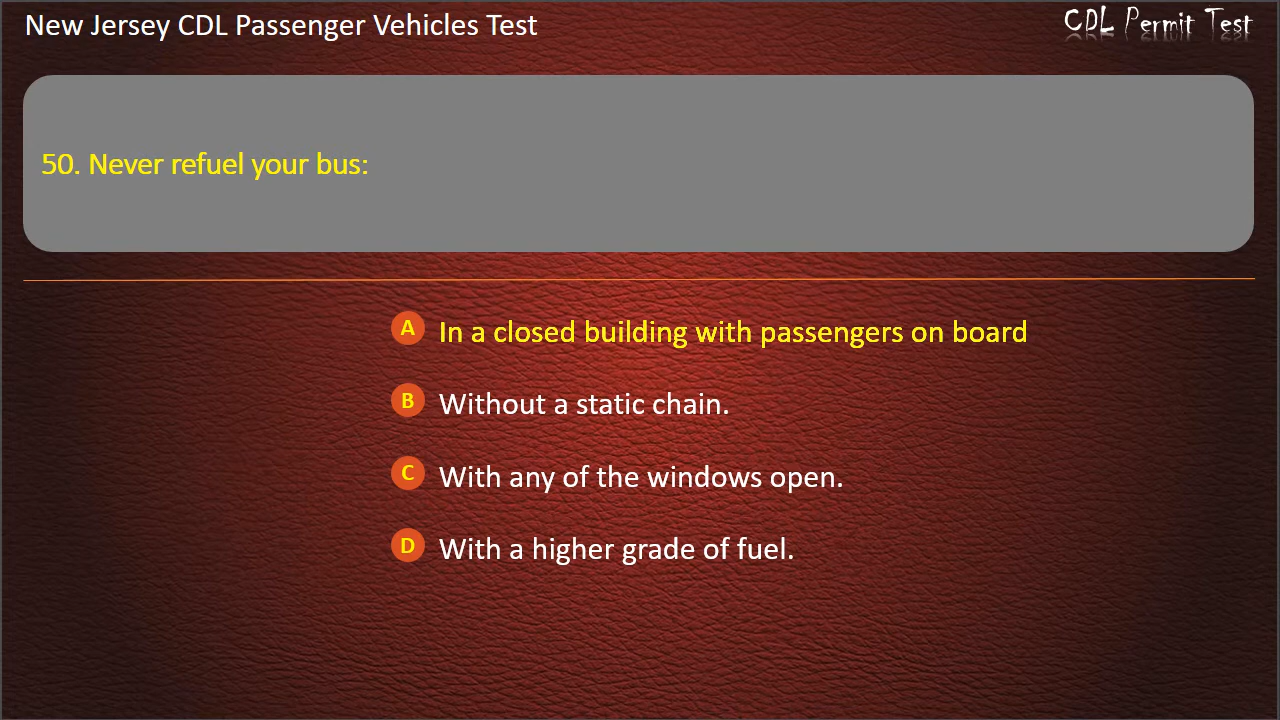 New Jersey CDL Passenger Vehicles Test
CDL Permit Test
50. Never refuel your bus:
A In a closed building with passengers on board
B Without a static chain.
C With any of the windows open.
D With a higher grade of fuel.